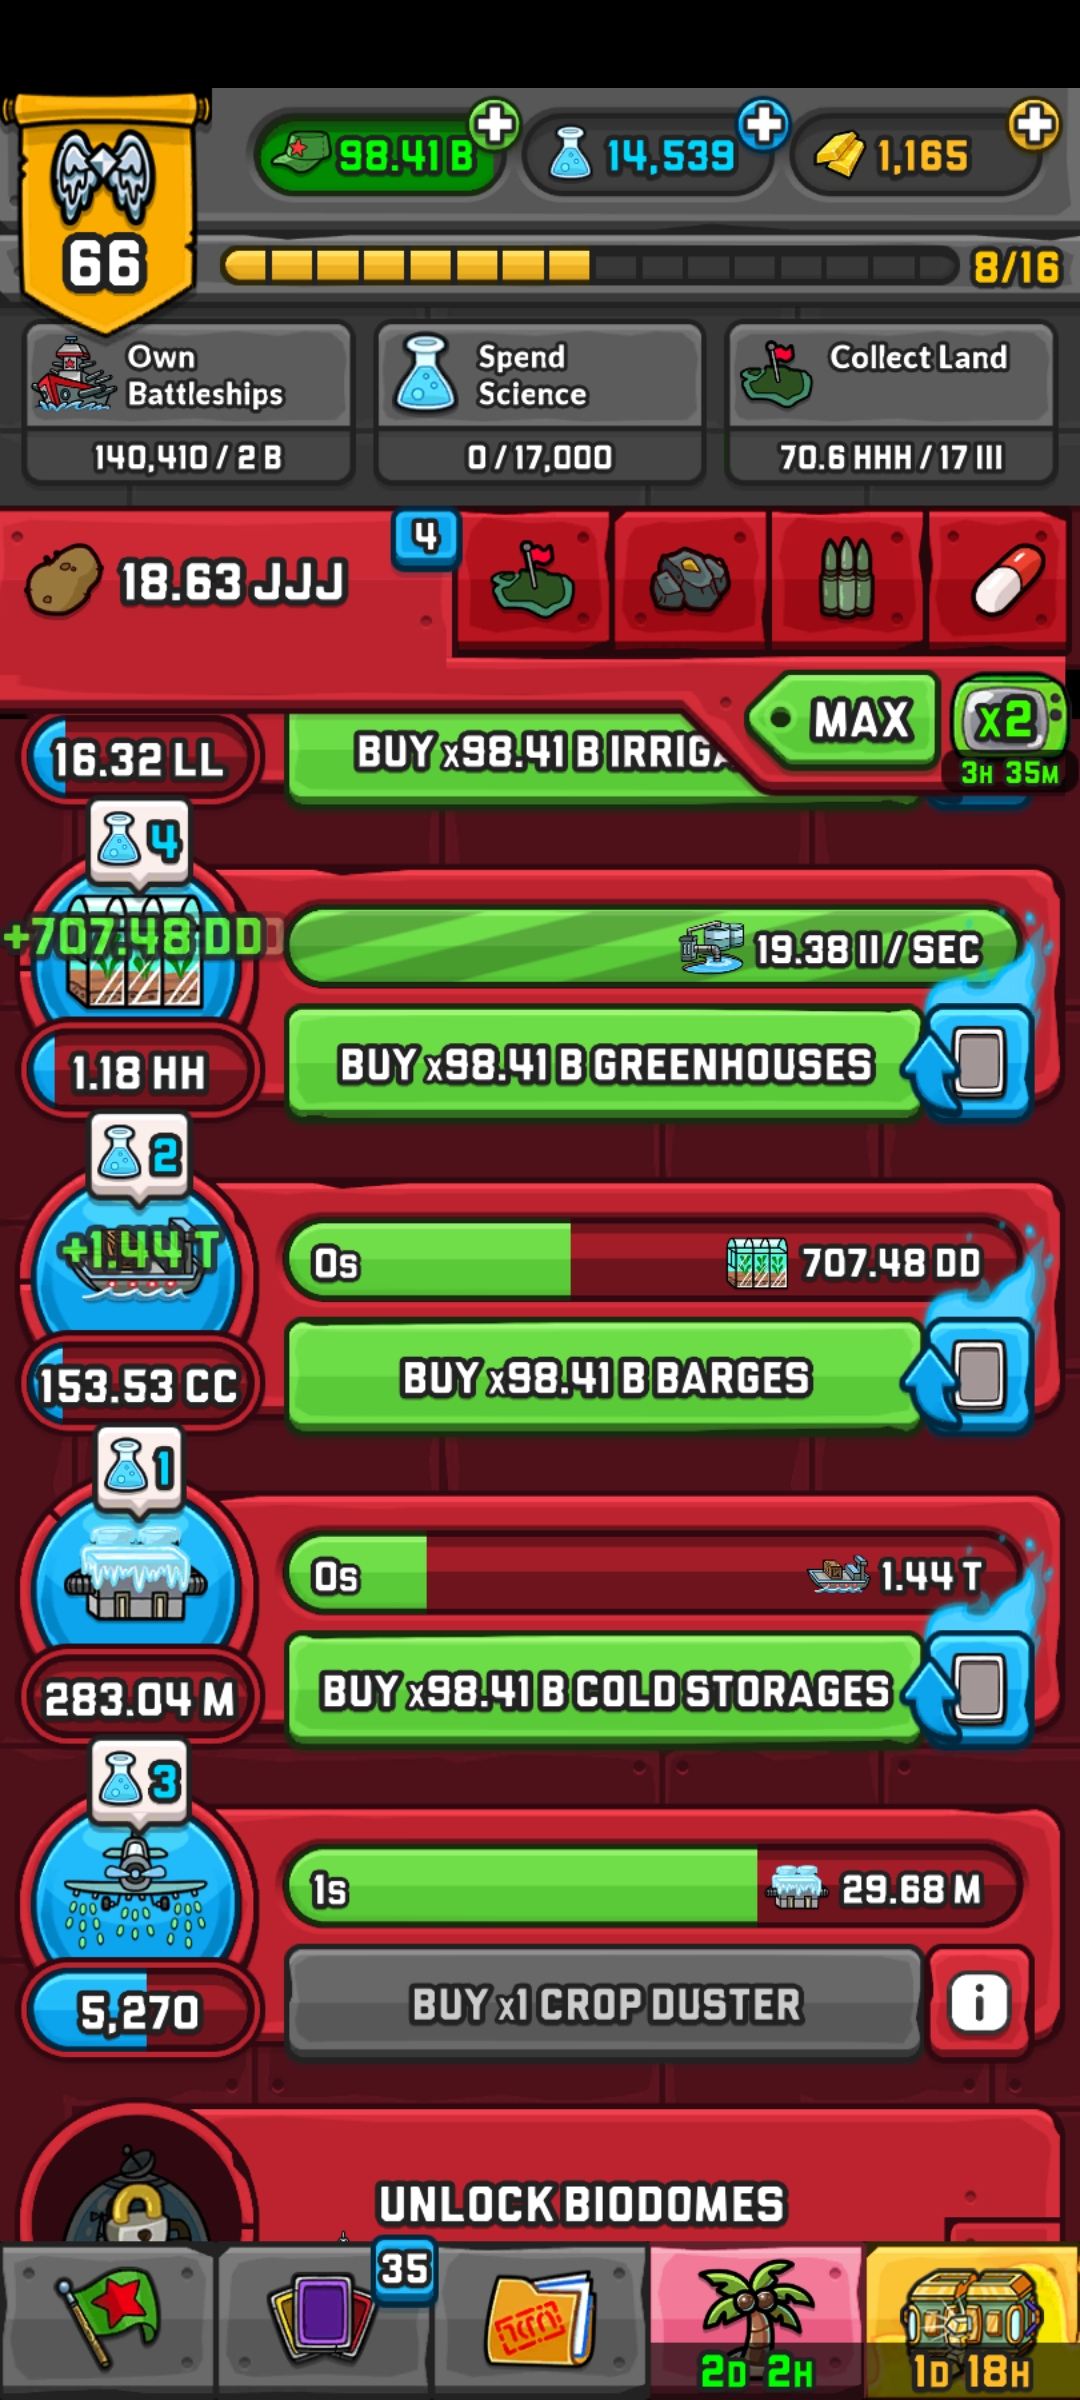 98.41 B
14,539
1,165
66
8/16
Own
Battleships
140,410 / 2 B
Spend
Science
0 / 17,000
Collect Land
70.6 HHH / 17 III
18.63 JJJ
4
MAX
x2
3H 35M
16.32 LL
BUY x98.41 B IRRIGA
4
+707.48 DD
19.38 II / SEC
1.18 HH
BUY x98.41 B GREENHOUSES
2
+1.44 T
0s
707.48 DD
153.53 CC
BUY x98.41 B BARGES
1
0s
1.44 T
283.04 M
BUY x98.41 B COLD STORAGES
3
1s
29.68 M
5,270
BUY x1 CROP DUSTER
i
UNLOCK BIODOMES
35
2D 2H
1D 18H